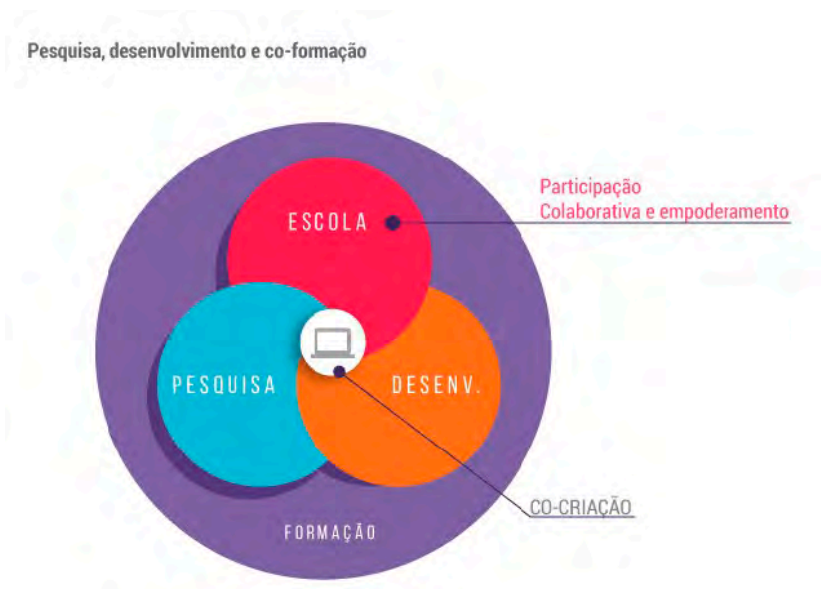 Pesquisa, desenvolvimento e co-formação
Participação
Colaborativa e empoderamento
ESCOLA
PESQUISA
DESENV.
CO-CRIAÇÃO
FORMAÇÃO